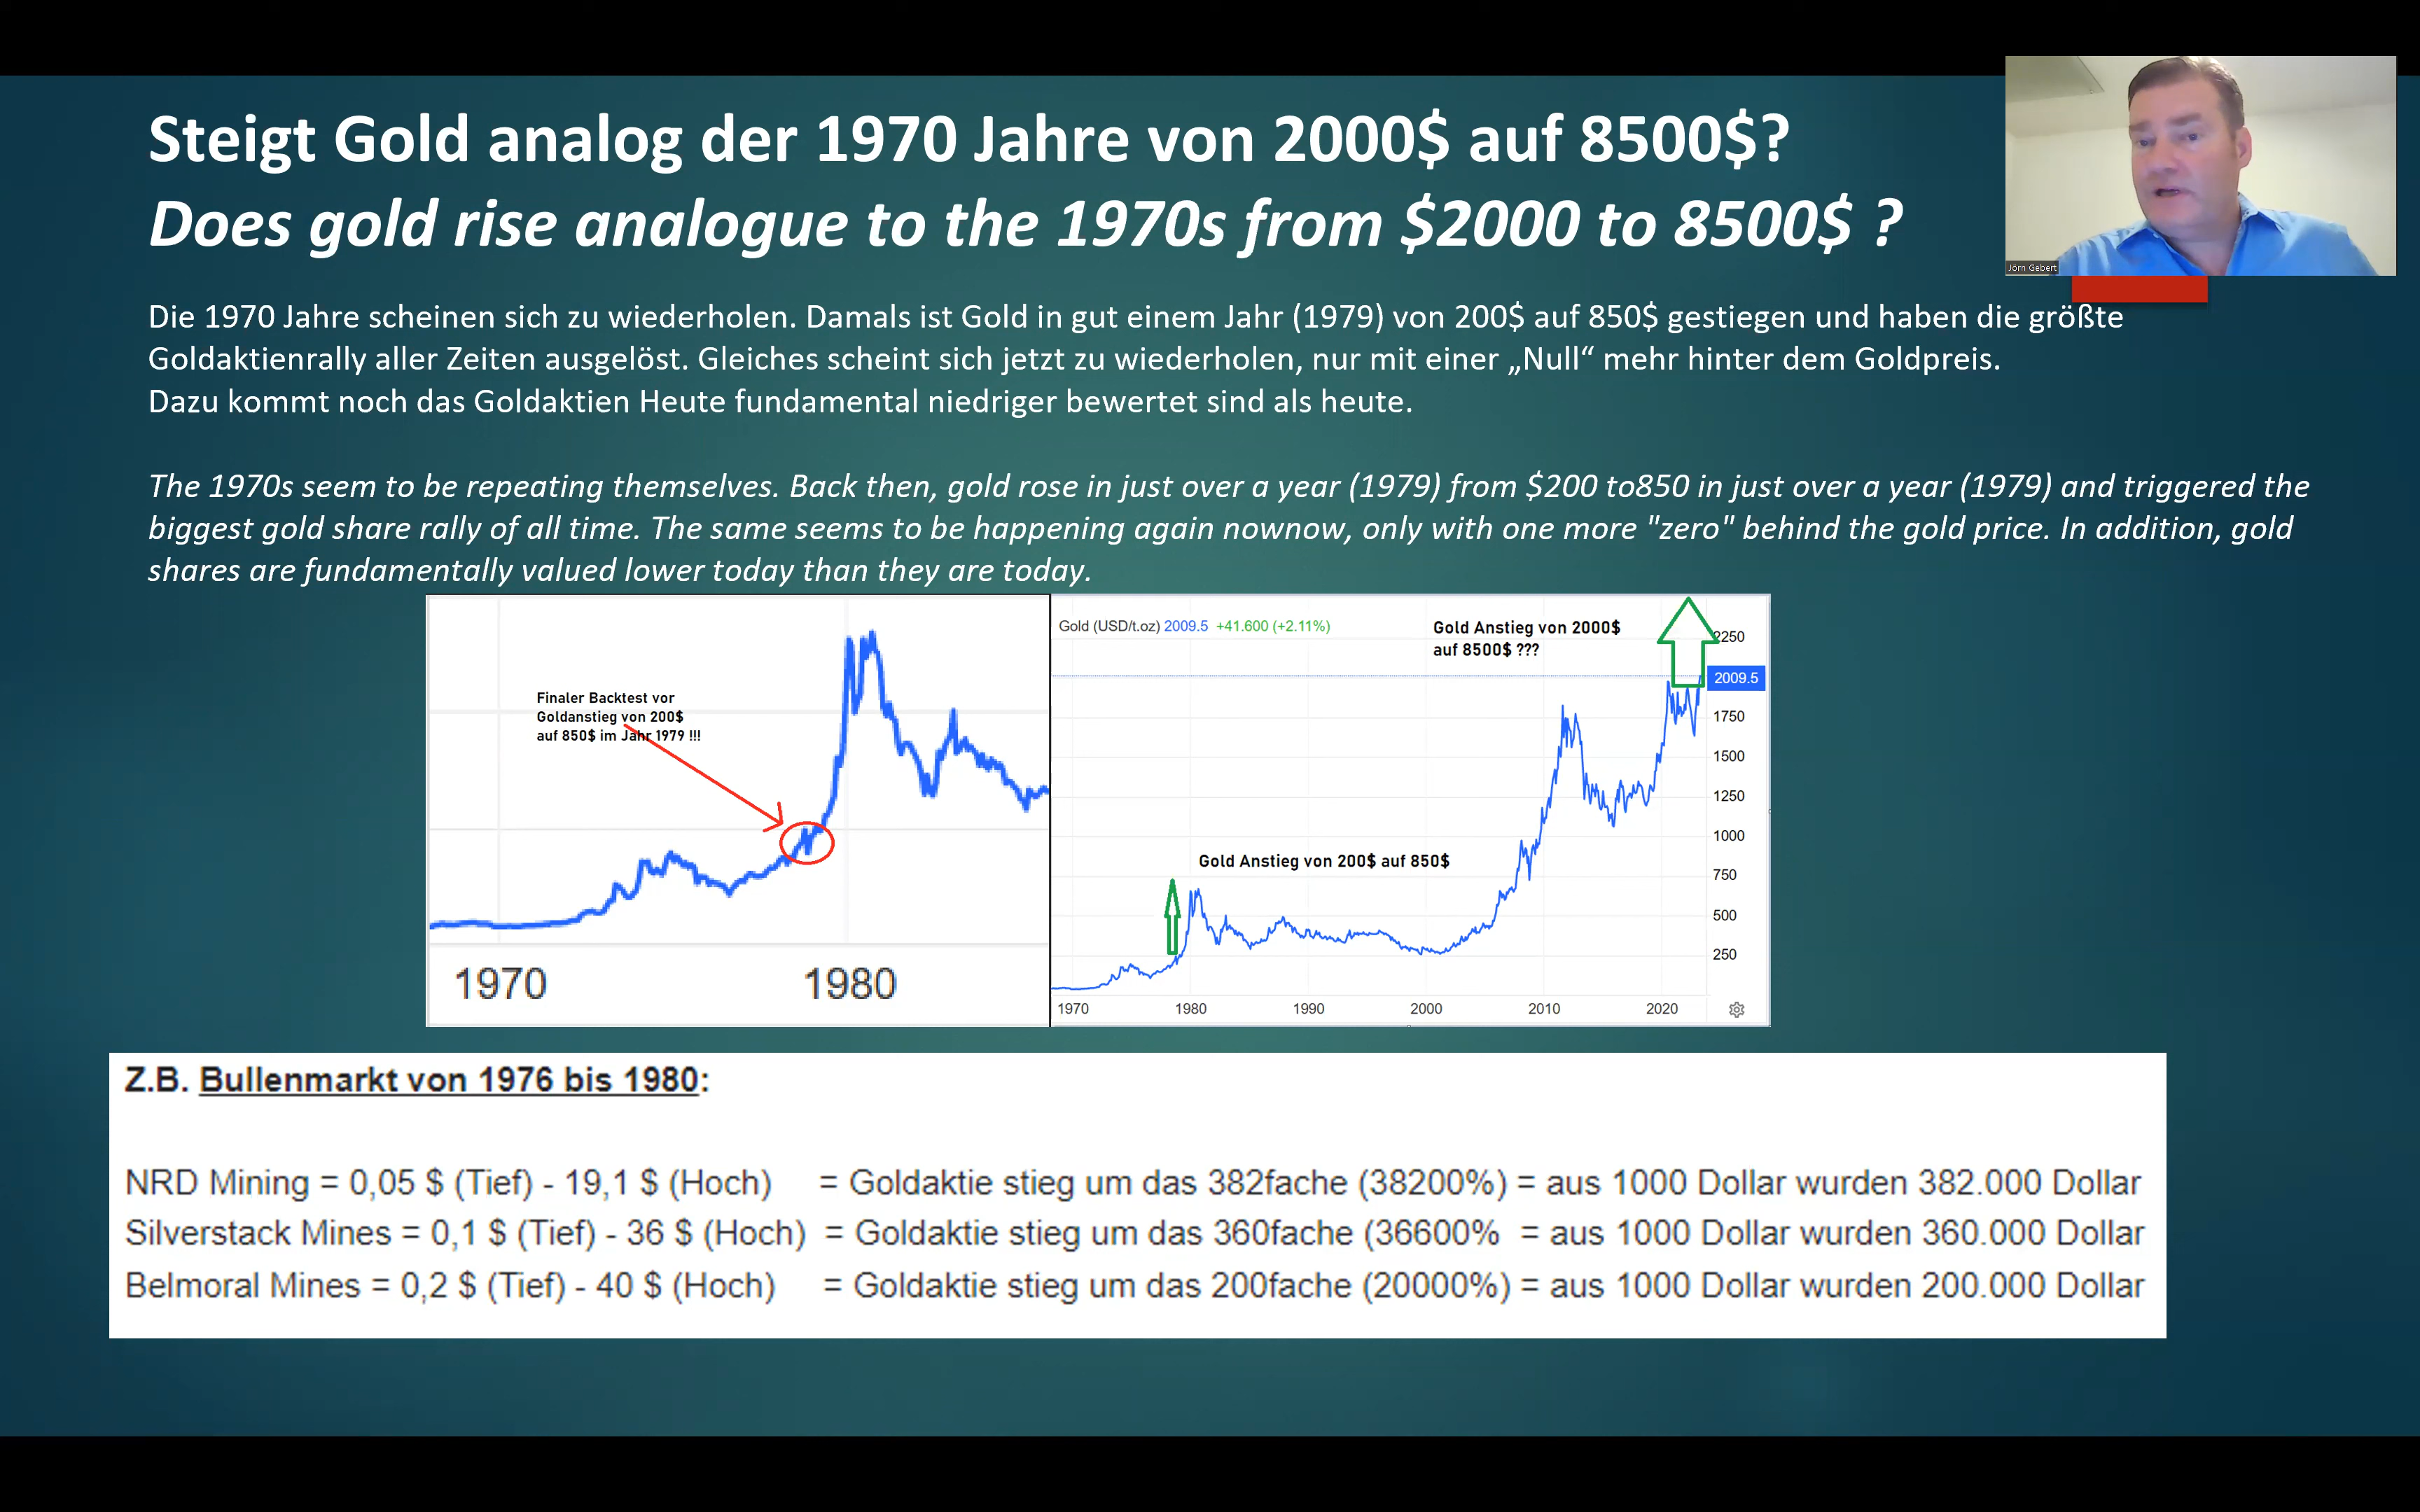 Steigt Gold analog der 1970 Jahre von 2000$ auf 8500$?
Does gold rise analogue to the 1970s from $2000 to 8500$ ?
Jörn Gebert
Die 1970 Jahre scheinen sich zu wiederholen. Damals ist Gold in gut einem Jahr (1979) von 200$ auf 850$ gestiegen und haben die größte
Goldaktienrally aller Zeiten ausgelöst. Gleiches scheint sich jetzt zu wiederholen, nur mit einer „Null“ mehr hinter dem Goldpreis.
Dazu kommt noch das Goldaktien Heute fundamental niedriger bewertet sind als heute.
The 1970s seem to be repeating themselves. Back then, gold rose in just over a year (1979) from $200 to850 in just over a year (1979) and triggered the
biggest gold share rally of all time. The same seems to be happening again nownow, only with one more "zero" behind the gold price. In addition, gold
shares are fundamentally valued lower today than they are today.
Finaler Backtest vor
Goldanstieg von 200$
auf 850$ im Jahr 1979 !!!
1970 1980
Gold (USD/t.oz) 2009.5 +41.600 (+2.11%)
Gold Anstieg von 2000$
auf 8500$ ???
Gold Anstieg von 200$ auf 850$
2250
2009.5
1750
1500
1250
1000
750
500
250
1970 1980 1990 2000 2010 2020
Z.B. Bullenmarkt von 1976 bis 1980:
NRD Mining = 0,05 $ (Tief) - 19,1 $ (Hoch) = Goldaktie stieg um das 382fache (38200%) = aus 1000 Dollar wurden 382.000 Dollar
Silverstack Mines = 0,1 $ (Tief) - 36 $ (Hoch) = Goldaktie stieg um das 360fache (36600% = aus 1000 Dollar wurden 360.000 Dollar
Belmoral Mines = 0,2 $ (Tief) - 40 $ (Hoch) = Goldaktie stieg um das 200fache (20000%) = aus 1000 Dollar wurden 200.000 Dollar